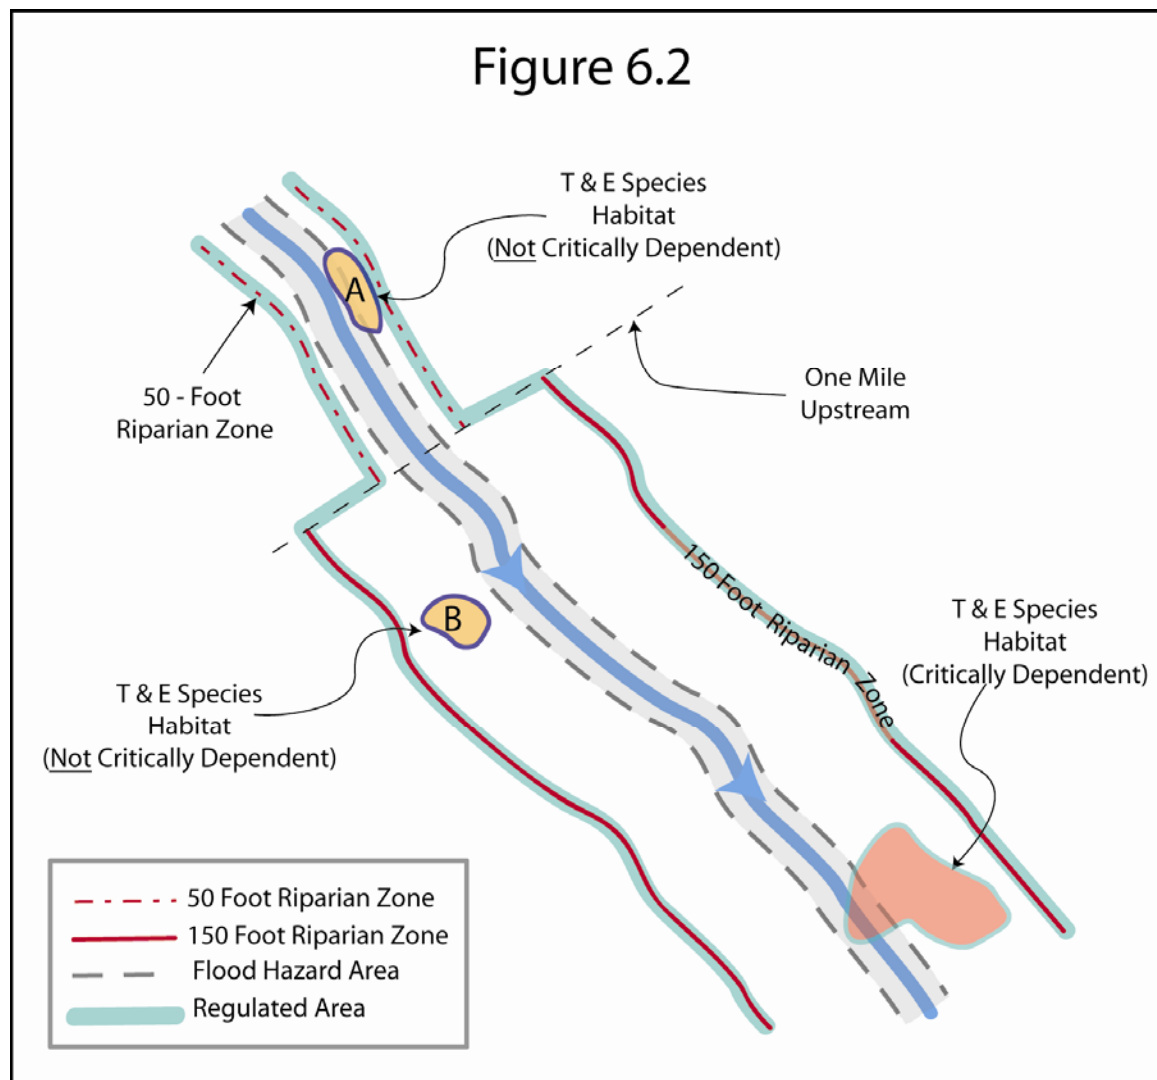 Figure 6.2
T & E Species
Habitat
(Not Critically Dependent)
A
50 - Foot
Riparian Zone
One Mile
Upstream
150 Foot Riparian Zone
B
T & E Species
Habitat
(Critically Dependent)
T & E Species
Habitat
(Not Critically Dependent)
50 Foot Riparian Zone
150 Foot Riparian Zone
Flood Hazard Area
Regulated Area